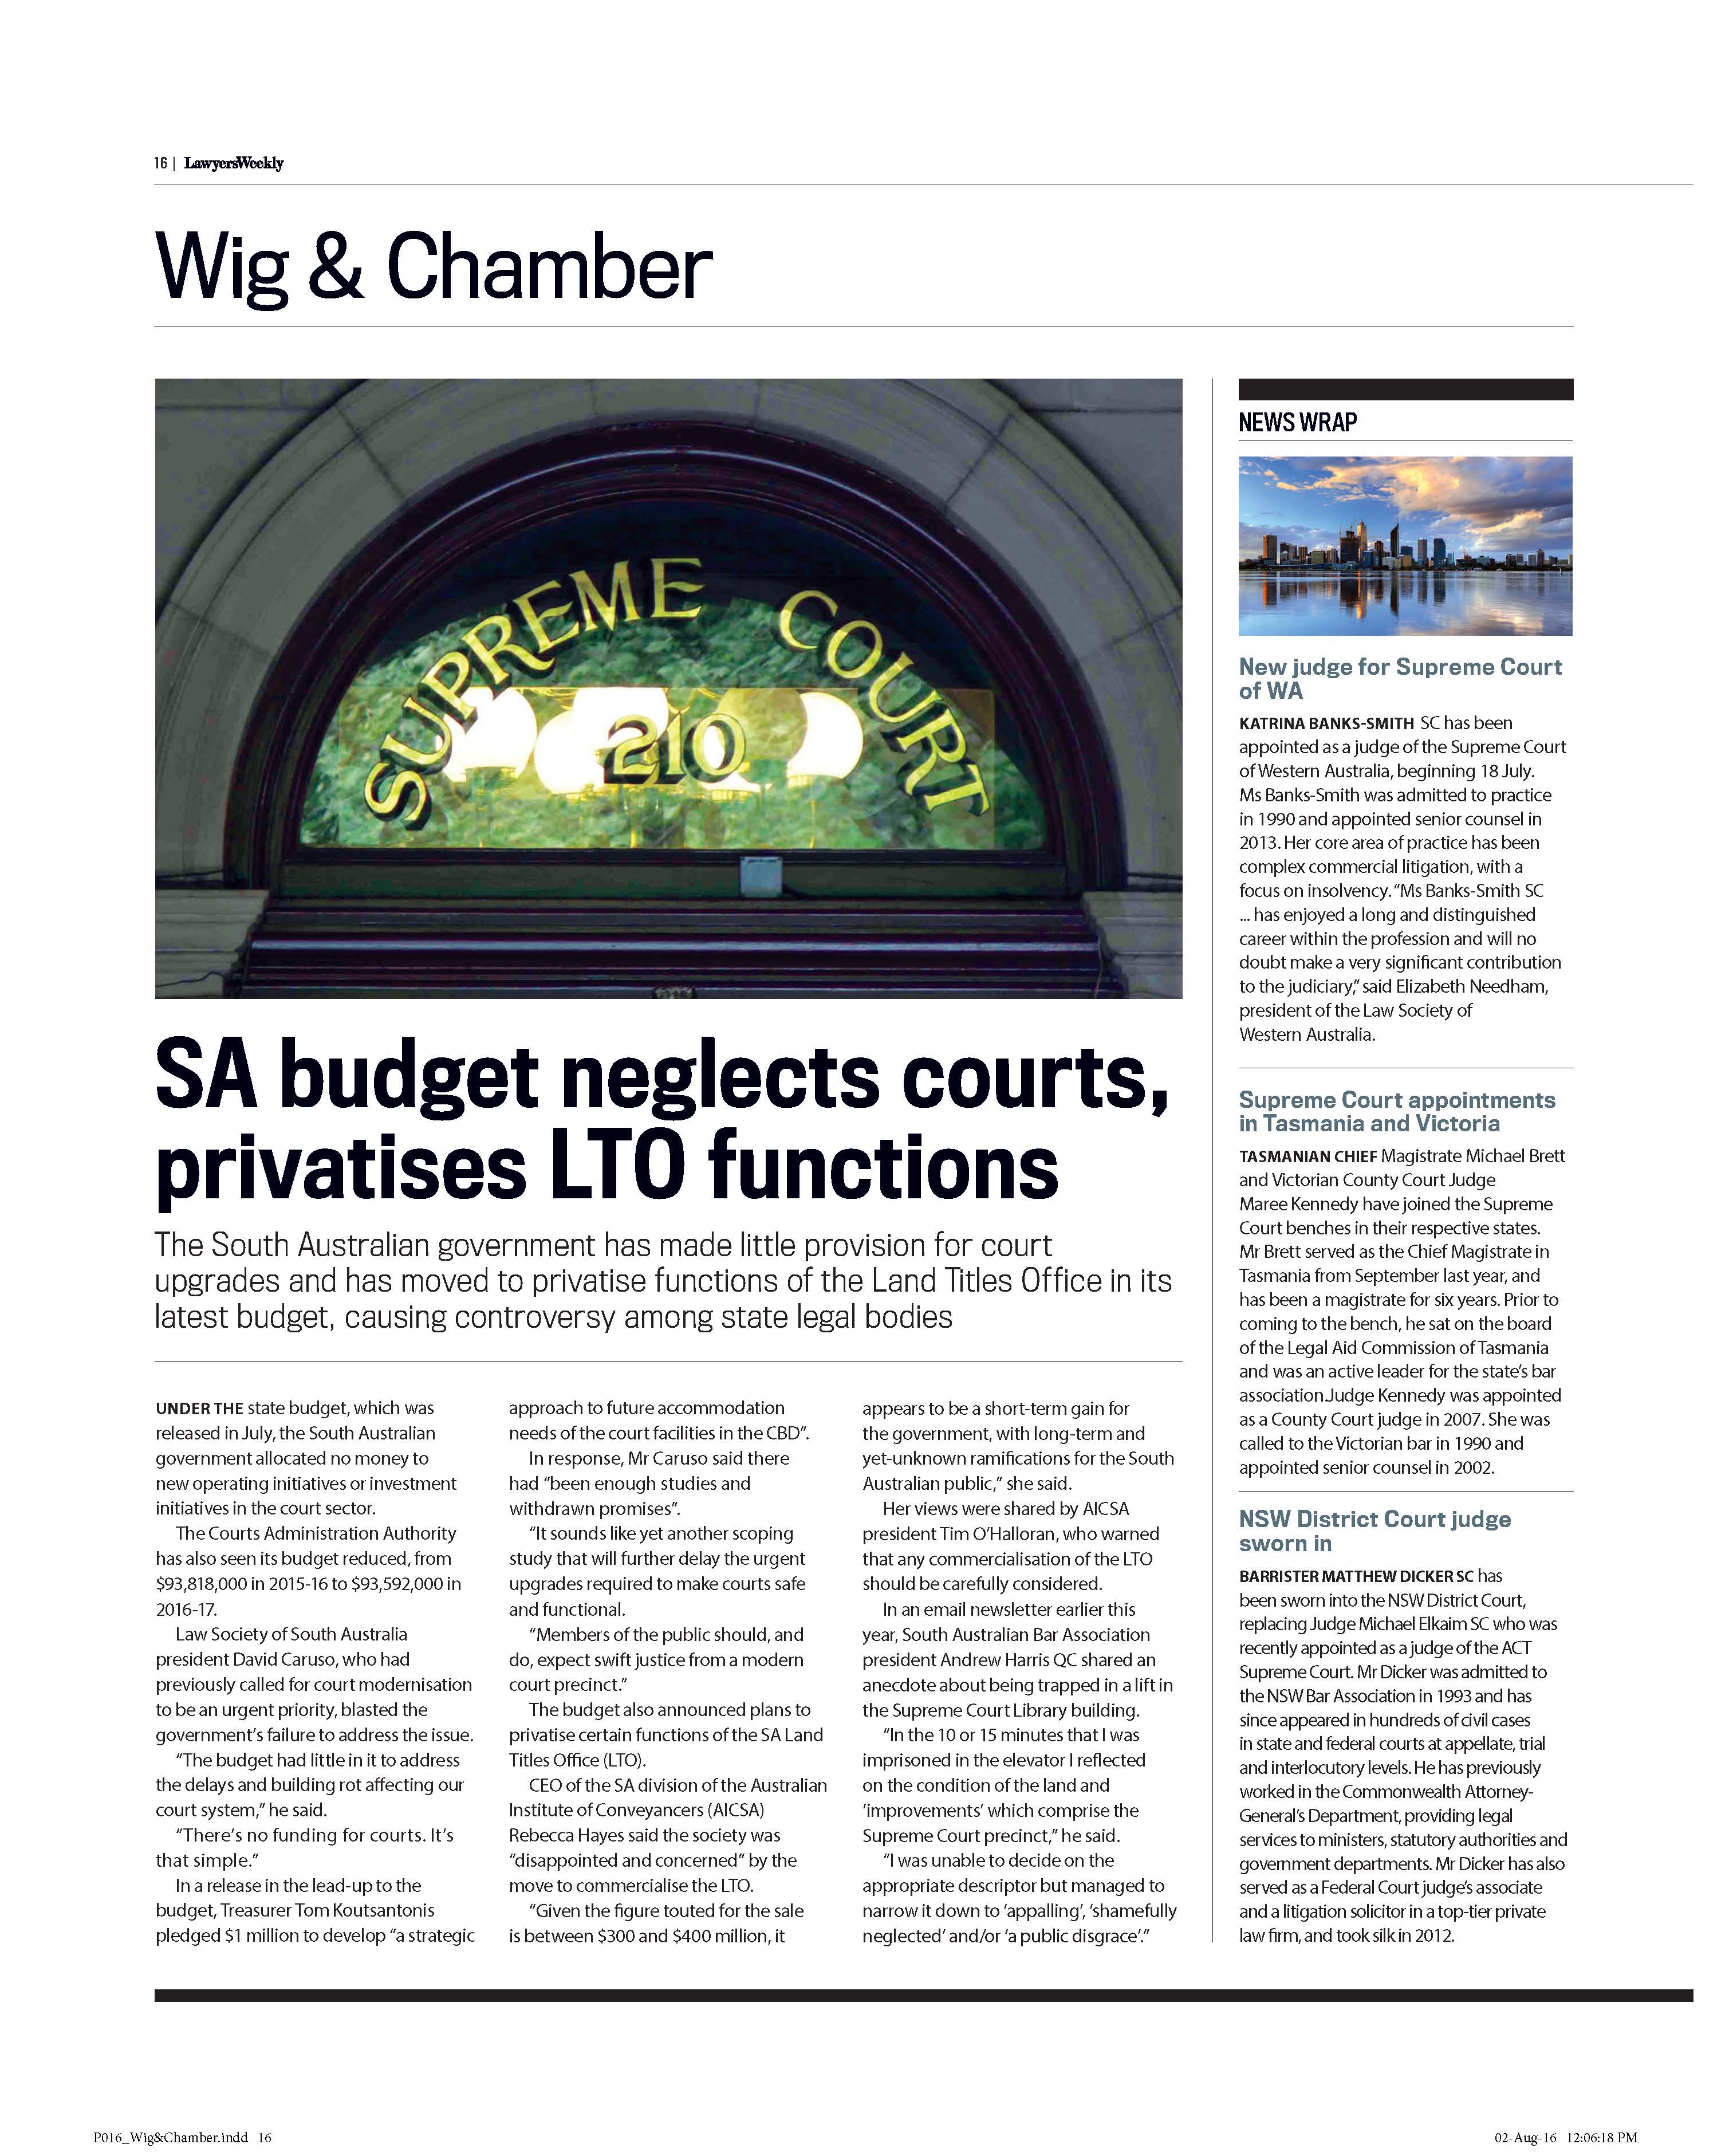 16 | LawyersWeekly
Wig & Chamber
SUPREME COURT
210
SA budget neglects courts,
privatises LTO functions
The South Australian government has made little provision for court
upgrades and has moved to privatise functions of the Land Titles Office in its
latest budget, causing controversy among state legal bodies
UNDER THE state budget, which was
released in July, the South Australian
government allocated no money to
new operating initiatives or investment
initiatives in the court sector.
The Courts Administration Authority
has also seen its budget reduced, from
$93,818,000 in 2015-16 to $93,592,000 in
2016-17.
Law Society of South Australia
president David Caruso, who had
previously called for court modernisation
to be an urgent priority, blasted the
government’s failure to address the issue.
“The budget had little in it to address
the delays and building rot affecting our
court system,” he said.
“There’s no funding for courts. It’s
that simple.”
In a release in the lead-up to the
budget, Treasurer Tom Koutsantonis
pledged $1 million to develop “a strategic
approach to future accommodation
needs of the court facilities in the CBD”.
In response, Mr Caruso said there
had “been enough studies and
withdrawn promises”.
“It sounds like yet another scoping
study that will further delay the urgent
upgrades required to make courts safe
and functional.
“Members of the public should, and
do, expect swift justice from a modern
court precinct.”
The budget also announced plans to
privatise certain functions of the SA Land
Titles Office (LTO).
CEO of the SA division of the Australian
Institute of Conveyancers (AICSA)
Rebecca Hayes said the society was
“disappointed and concerned” by the
move to commercialise the LTO.
“Given the figure touted for the sale
is between $300 and $400 million, it
appears to be a short-term gain for
the government, with long-term and
yet-unknown ramifications for the South
Australian public,” she said.
Her views were shared by AICSA
president Tim O’Halloran, who warned
that any commercialisation of the LTO
should be carefully considered.
In an email newsletter earlier this
year, South Australian Bar Association
president Andrew Harris QC shared an
anecdote about being trapped in a lift in
the Supreme Court Library building.
“In the 10 or 15 minutes that I was
imprisoned in the elevator I reflected
on the condition of the land and
‘improvements’ which comprise the
Supreme Court precinct,” he said.
“I was unable to decide on the
appropriate descriptor but managed to
narrow it down to ‘appalling’, ‘shamefully
neglected’ and/or ‘a public disgrace’.”
NEWS WRAP
New judge for Supreme Court
of WA
KATRINA BANKS-SMITH SC has been
appointed as a judge of the Supreme Court
of Western Australia, beginning 18 July.
Ms Banks-Smith was admitted to practice
in 1990 and appointed senior counsel in
2013. Her core area of practice has been
complex commercial litigation, with a
focus on insolvency. “Ms Banks-Smith SC
... has enjoyed a long and distinguished
career within the profession and will no
doubt make a very significant contribution
to the judiciary,” said Elizabeth Needham,
president of the Law Society of
Western Australia.
Supreme Court appointments
in Tasmania and Victoria
TASMANIAN CHIEF Magistrate Michael Brett
and Victorian County Court Judge
Maree Kennedy have joined the Supreme
Court benches in their respective states.
Mr Brett served as the Chief Magistrate in
Tasmania from September last year, and
has been a magistrate for six years. Prior to
coming to the bench, he sat on the board
of the Legal Aid Commission of Tasmania
and was an active leader for the state’s bar
association.Judge Kennedy was appointed
as a County Court judge in 2007. She was
called to the Victorian bar in 1990 and
appointed senior counsel in 2002.
NSW District Court judge
sworn in
BARRISTER MATTHEW DICKER SC has
been sworn into the NSW District Court,
replacing Judge Michael Elkaim SC who was
recently appointed as a judge of the ACT
Supreme Court. Mr Dicker was admitted to
the NSW Bar Association in 1993 and has
since appeared in hundreds of civil cases
in state and federal courts at appellate, trial
and interlocutory levels. He has previously
worked in the Commonwealth Attorney-
General’s Department, providing legal
services to ministers, statutory authorities and
government departments. Mr Dicker has also
served as a Federal Court judge’s associate
and a litigation solicitor in a top-tier private
law firm, and took silk in 2012.
P016_Wig&Chamber.indd 16
02-Aug-16 12:06:18 PM